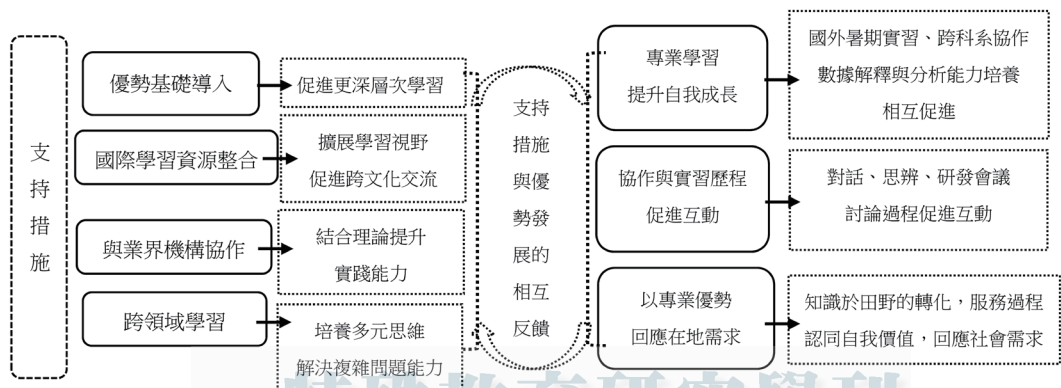 支
持
措
施
優勢基礎導入
促進更深層次學習
國際學習資源整合
擴展學習視野
促進跨文化交流
與業界機構協作
結合理論提升
實踐能力
跨領域學習
培養多元思維
解決複雜問題能力
支持
措施
與優
勢發
展的
相互
反饋
專業學習
提升自我成長
國外暑期實習、跨科系協作
數據解釋與分析能力培養
相互促進
協作與實習歷程
促進互動
對話、思辨、研發會議
討論過程促進互動
以專業優勢
回應在地需求
知識於田野的轉化，服務過程
認同自我價值，回應社會需求